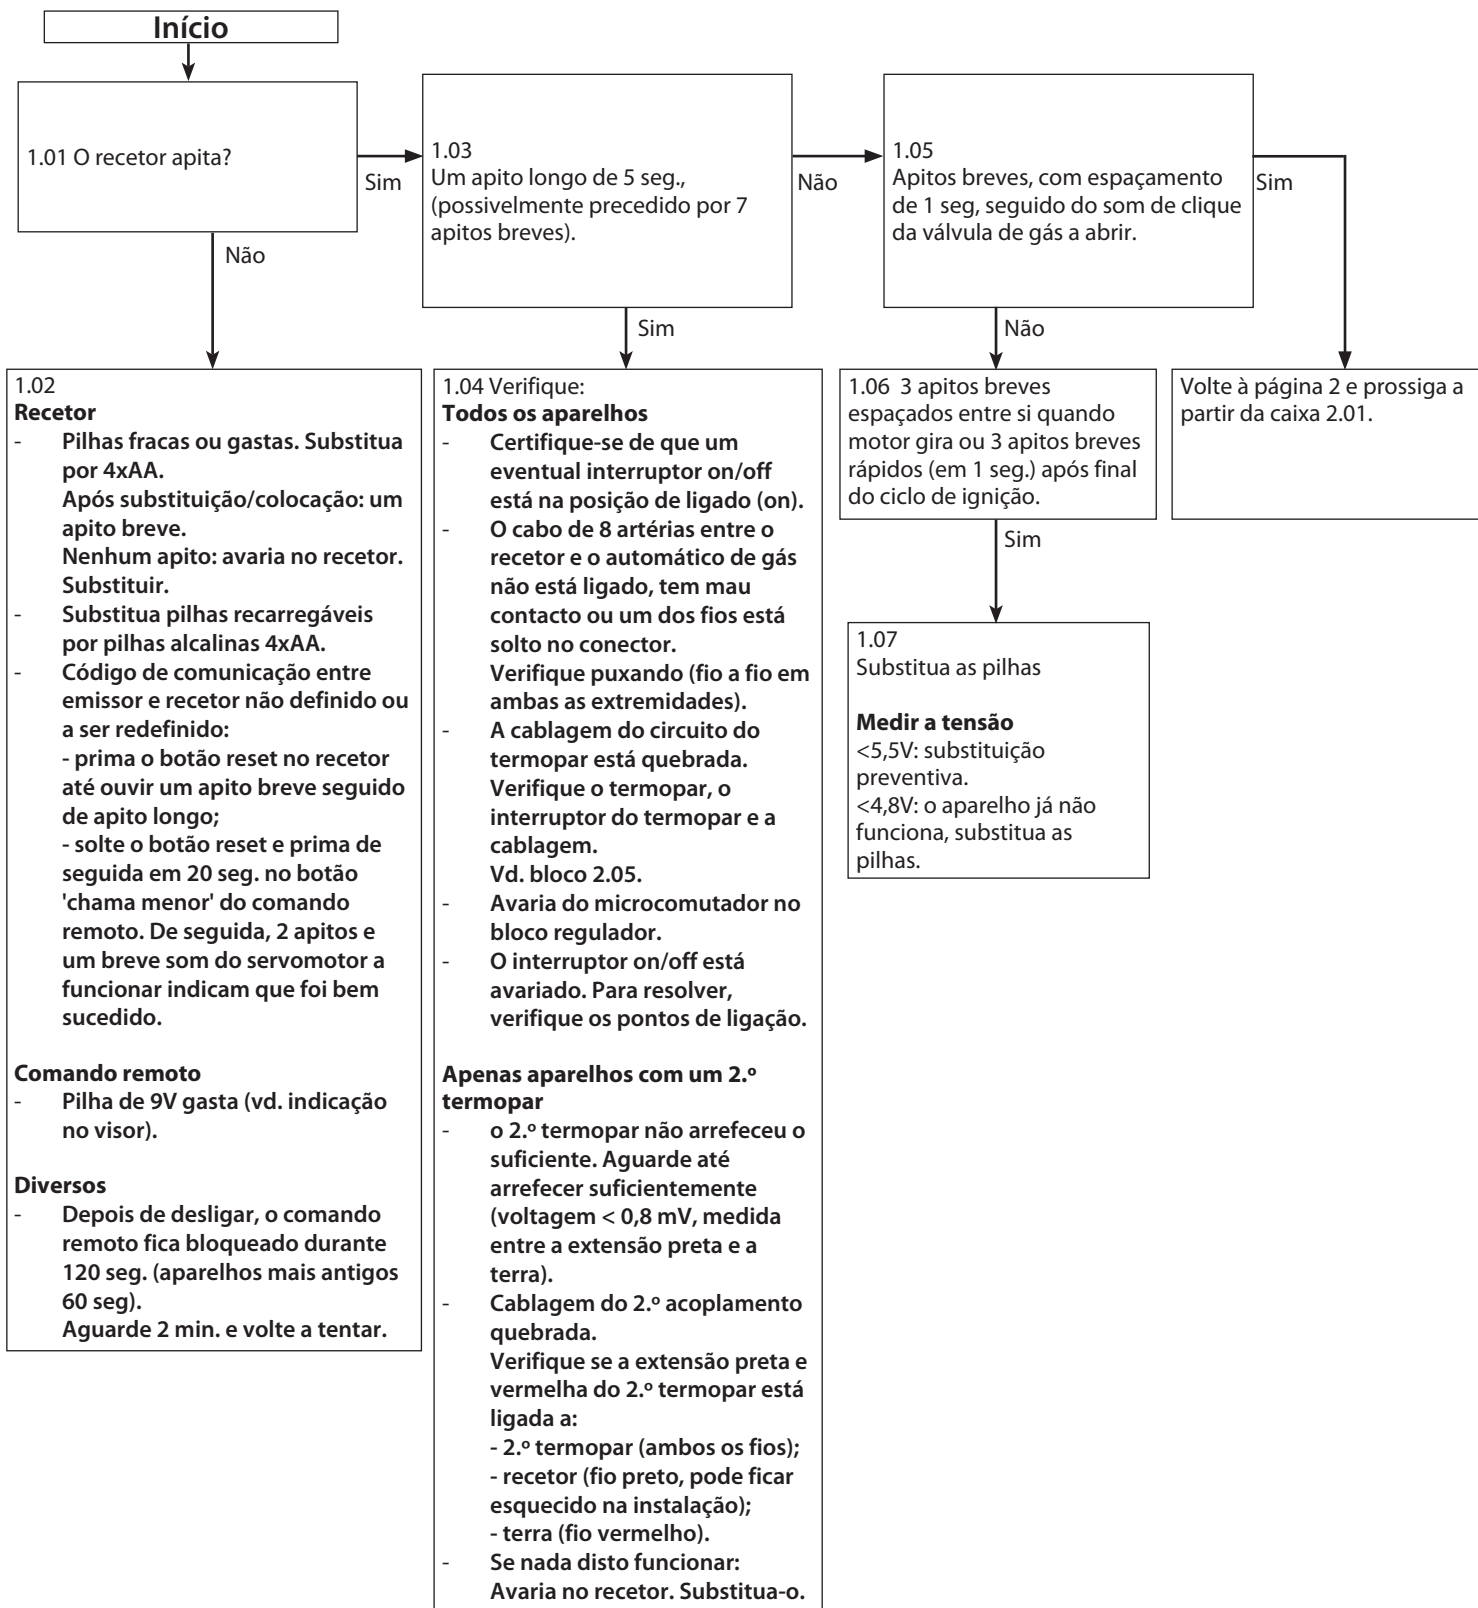 Início
1.01 O recetor apita?
Sim
Não
1.03
Um apito longo de 5 seg.,
(possivelmente precedido por 7
apitos breves).
Não
Sim
1.05
Apitos breves, com espaçamento
de 1 seg, seguido do som de clique
da válvula de gás a abrir.
Sim
Não
1.02
Recetor
- Pilhas fracas ou gastas. Substitua
por 4xAA.
Após substituição/colocação: um
apito breve.
Nenhum apito: avaria no recetor.
Substituir.
- Substitua pilhas recarregáveis
por pilhas alcalinas 4xAA.
- Código de comunicação entre
emissor e recetor não definido ou
a ser redefinido:
- prima o botão reset no recetor
até ouvir um apito breve seguido
de apito longo;
- solte o botão reset e prima de
seguida em 20 seg. no botão
'chama menor' do comando
remoto. De seguida, 2 apitos e
um breve som do servomotor a
funcionar indicam que foi bem
sucedido.
Comando remoto
- Pilha de 9V gasta (vd. indicação
no visor).
Diversos
- Depois de desligar, o comando
remoto fica bloqueado durante
120 seg. (aparelhos mais antigos
60 seg).
Aguarde 2 min. e volte a tentar.
1.04 Verifique:
Todos os aparelhos
- Certifique-se de que um
eventual interruptor on/off
está na posição de ligado (on).
- O cabo de 8 artérias entre o
recetor e o automático de gás
não está ligado, tem mau
contacto ou um dos fios está
solto no conector.
Verifique puxando (fio a fio em
ambas as extremidades).
- A cablagem do circuito do
termopar está quebrada.
Verifique o termopar, o
interruptor do termopar e a
cablagem.
Vd. bloco 2.05.
- Avaria do microcomutador no
bloco regulador.
- O interruptor on/off está
avariado. Para resolver,
verifique os pontos de ligação.
Apenas aparelhos com um 2.º
termopar
- o 2.º termopar não arrefeceu o
suficiente. Aguarde até
arrefecer suficientemente
(voltagem < 0,8 mV, medida
entre a extensão preta e a
terra).
- Cablagem do 2.º acoplamento
quebrada.
Verifique se a extensão preta e
vermelha do 2.º termopar está
ligada a:
- 2.º termopar (ambos os fios);
- recetor (fio preto, pode ficar
esquecido na instalação);
- terra (fio vermelho).
- Se nada disto funcionar:
Avaria no recetor. Substitua-o.
1.06 3 apitos breves
espaçados entre si quando
motor gira ou 3 apitos breves
rápidos (em 1 seg.) após final
do ciclo de ignição.
Sim
1.07
Substitua as pilhas
Medir a tensão
<5,5V: substituição
preventiva.
<4,8V: o aparelho já não
funciona, substitua as
pilhas.
Volte à página 2 e prossiga a
partir da caixa 2.01.